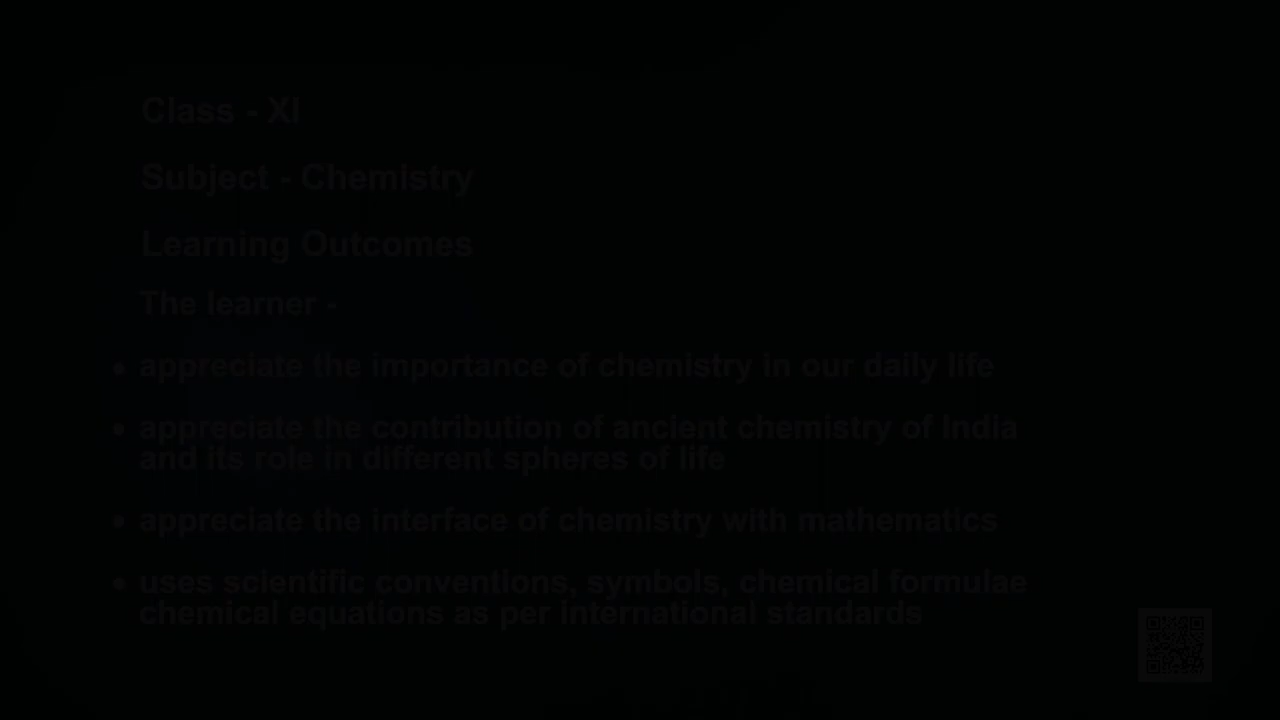 Class - XI
Subject - Chemistry
Learning Outcomes
The learner -
• appreciate the importance of chemistry in our daily life
• appreciate the contribution of ancient chemistry of India
and its role in different spheres of life
• appreciate the interface of chemistry with mathematics
• uses scientific conventions, symbols, chemical formulae
chemical equations as per international standards